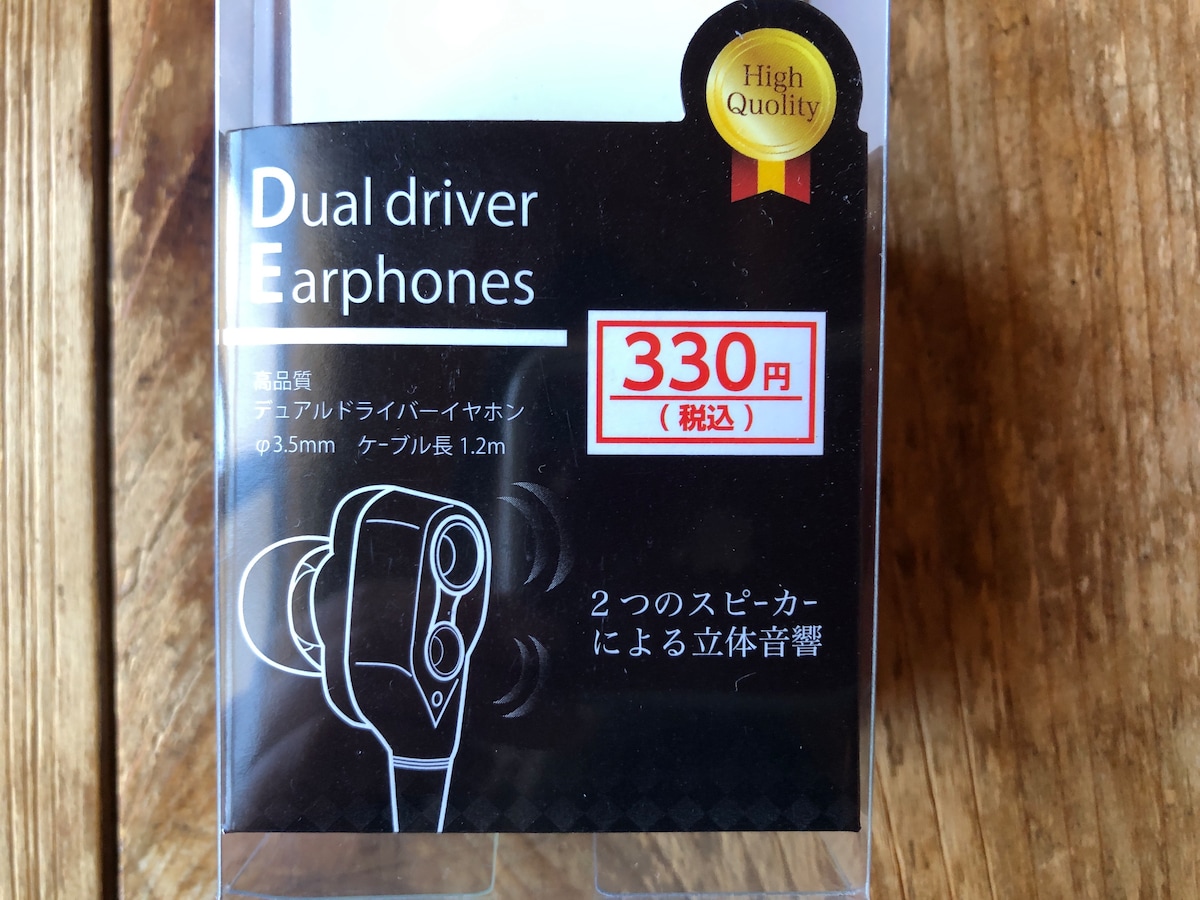 High
Quolity
Dual driver
Earphones
330円
(税込)
高品質
デュアルドライバーイヤホン
φ3.5mm　ケーブル長 1.2m
2つのスピーカー
による立体音響